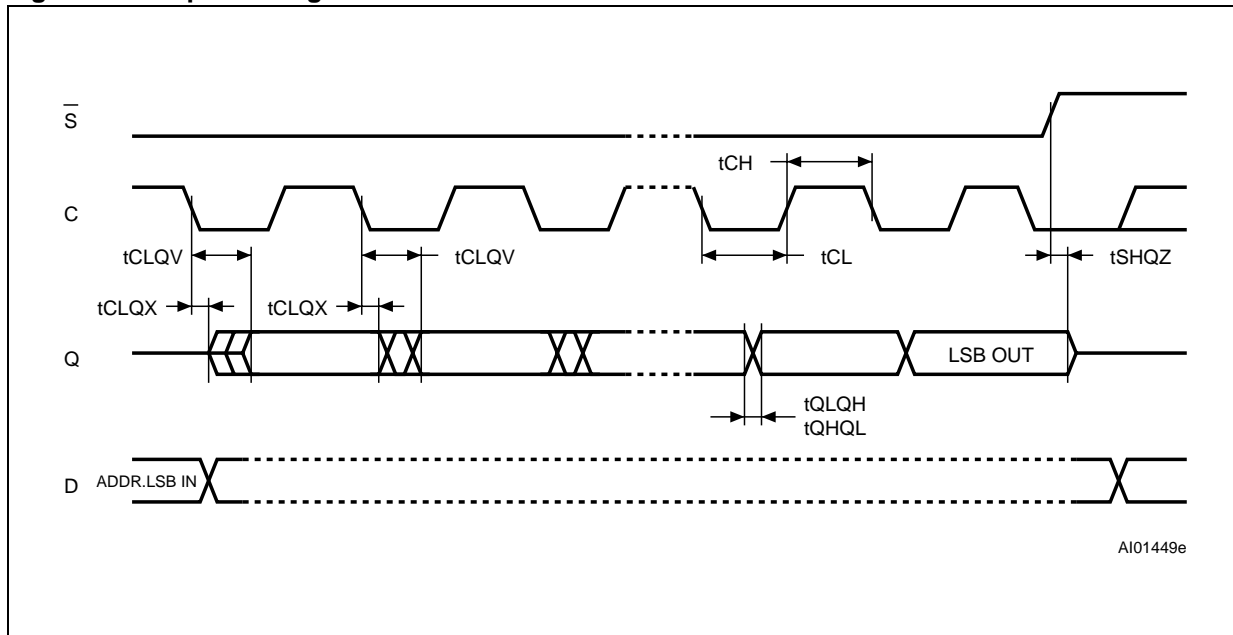 S
tCH
C
tCLQV
tCLQV
tCL
tSHQZ
tCLQX
tCLQX
Q
LSB OUT
tQLQH
tQHQL
D
ADDR.LSB IN
AI01449e